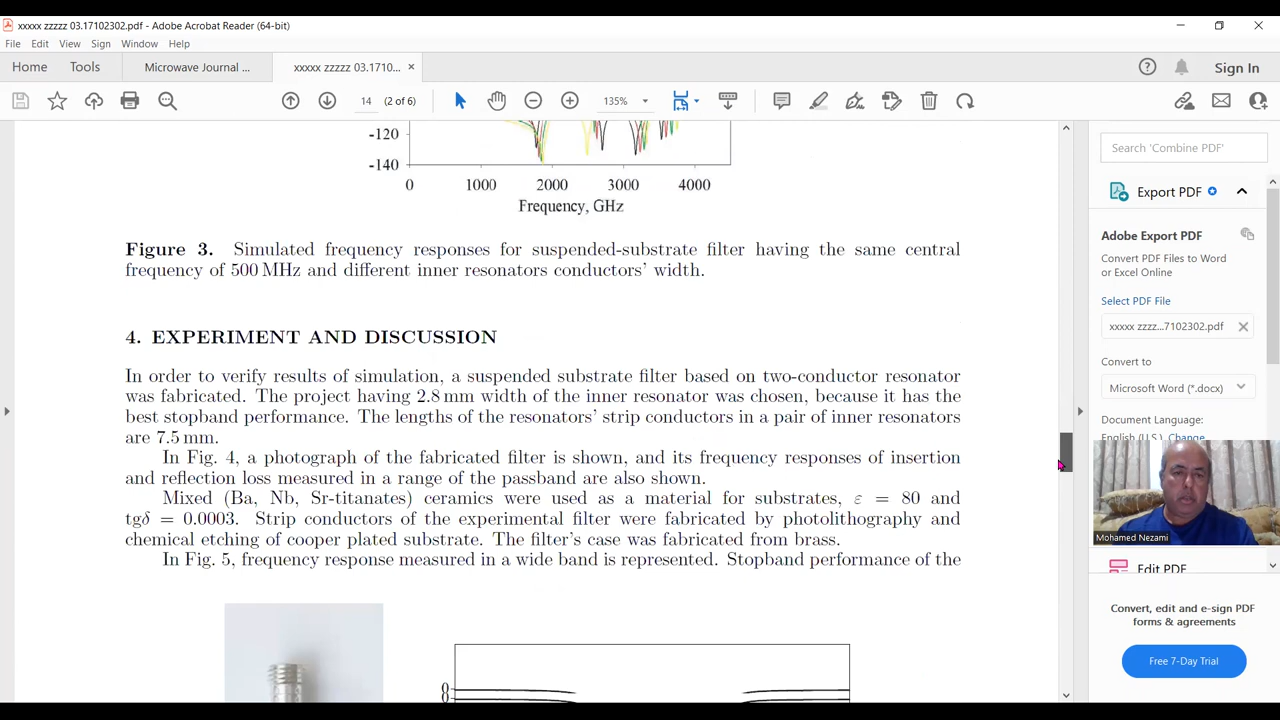 xxxxx zzzzz 03.17102302.pdf - Adobe Acrobat Reader (64-bit)
File Edit View Sign Window Help
Home Tools Microwave Journal ... xxxxx zzzzz 03.1710... × Sign In
14 (2 of 6) 135%
-120
-140
0 1000 2000 3000 4000
Frequency, GHz
Figure 3. Simulated frequency responses for suspended-substrate filter having the same central
frequency of 500 MHz and different inner resonators conductors' width.
4. EXPERIMENT AND DISCUSSION
In order to verify results of simulation, a suspended substrate filter based on two-conductor resonator
was fabricated. The project having 2.8 mm width of the inner resonator was chosen, because it has the
best stopband performance. The lengths of the resonators' strip conductors in a pair of inner resonators
are 7.5 mm.
In Fig. 4, a photograph of the fabricated filter is shown, and its frequency responses of insertion
and reflection loss measured in a range of the passband are also shown.
Mixed (Ba, Nb, Sr-titanates) ceramics were used as a material for substrates, ε = 80 and
tgδ = 0.0003. Strip conductors of the experimental filter were fabricated by photolithography and
chemical etching of cooper plated substrate. The filter's case was fabricated from brass.
In Fig. 5, frequency response measured in a wide band is represented. Stopband performance of the
Search 'Combine PDF'
Export PDF
Adobe Export PDF
Convert PDF Files to Word
or Excel Online
Select PDF File
xxxxx zzzz...7102302.pdf
Convert to
Microsoft Word (*.docx)
Document Language:
English (U.S.) Change
Mohamed Nezami
Edit PDF
Convert, edit and e-sign PDF
forms & agreements
Free 7-Day Trial